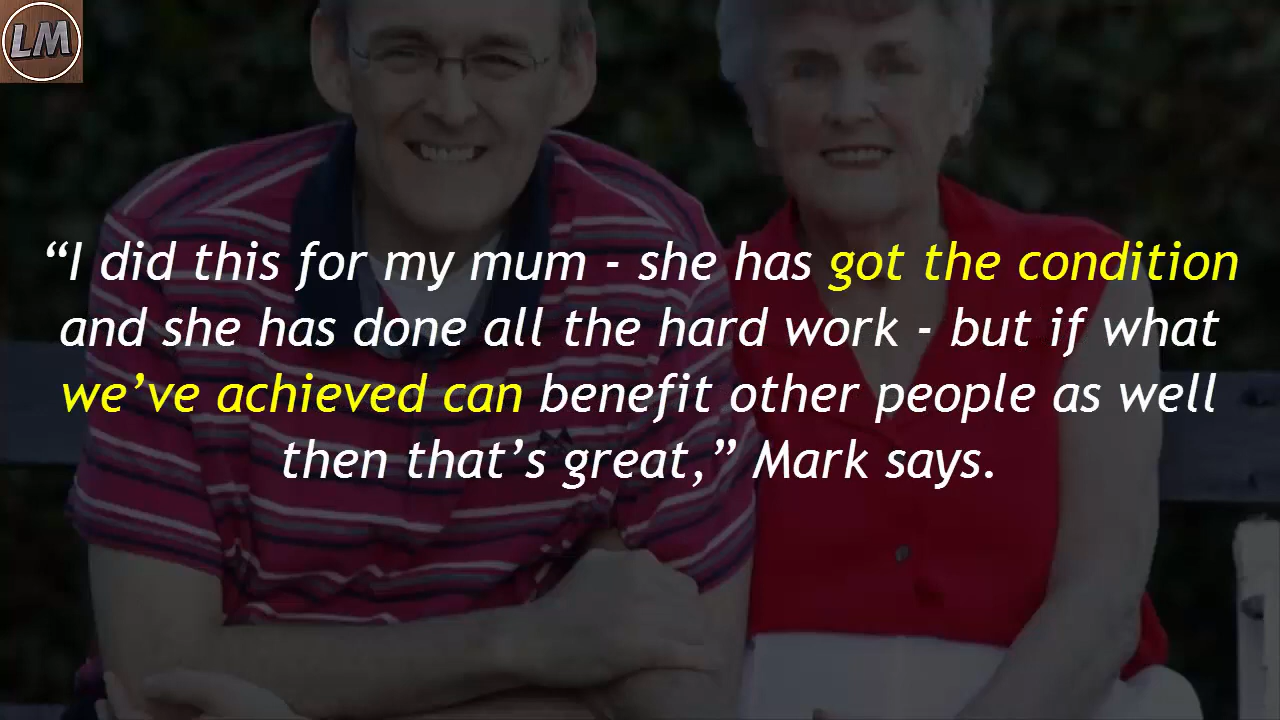 LM
“I did this for my mum - she has got the condition
and she has done all the hard work - but if what
we’ve achieved can benefit other people as well
then that’s great,” Mark says.